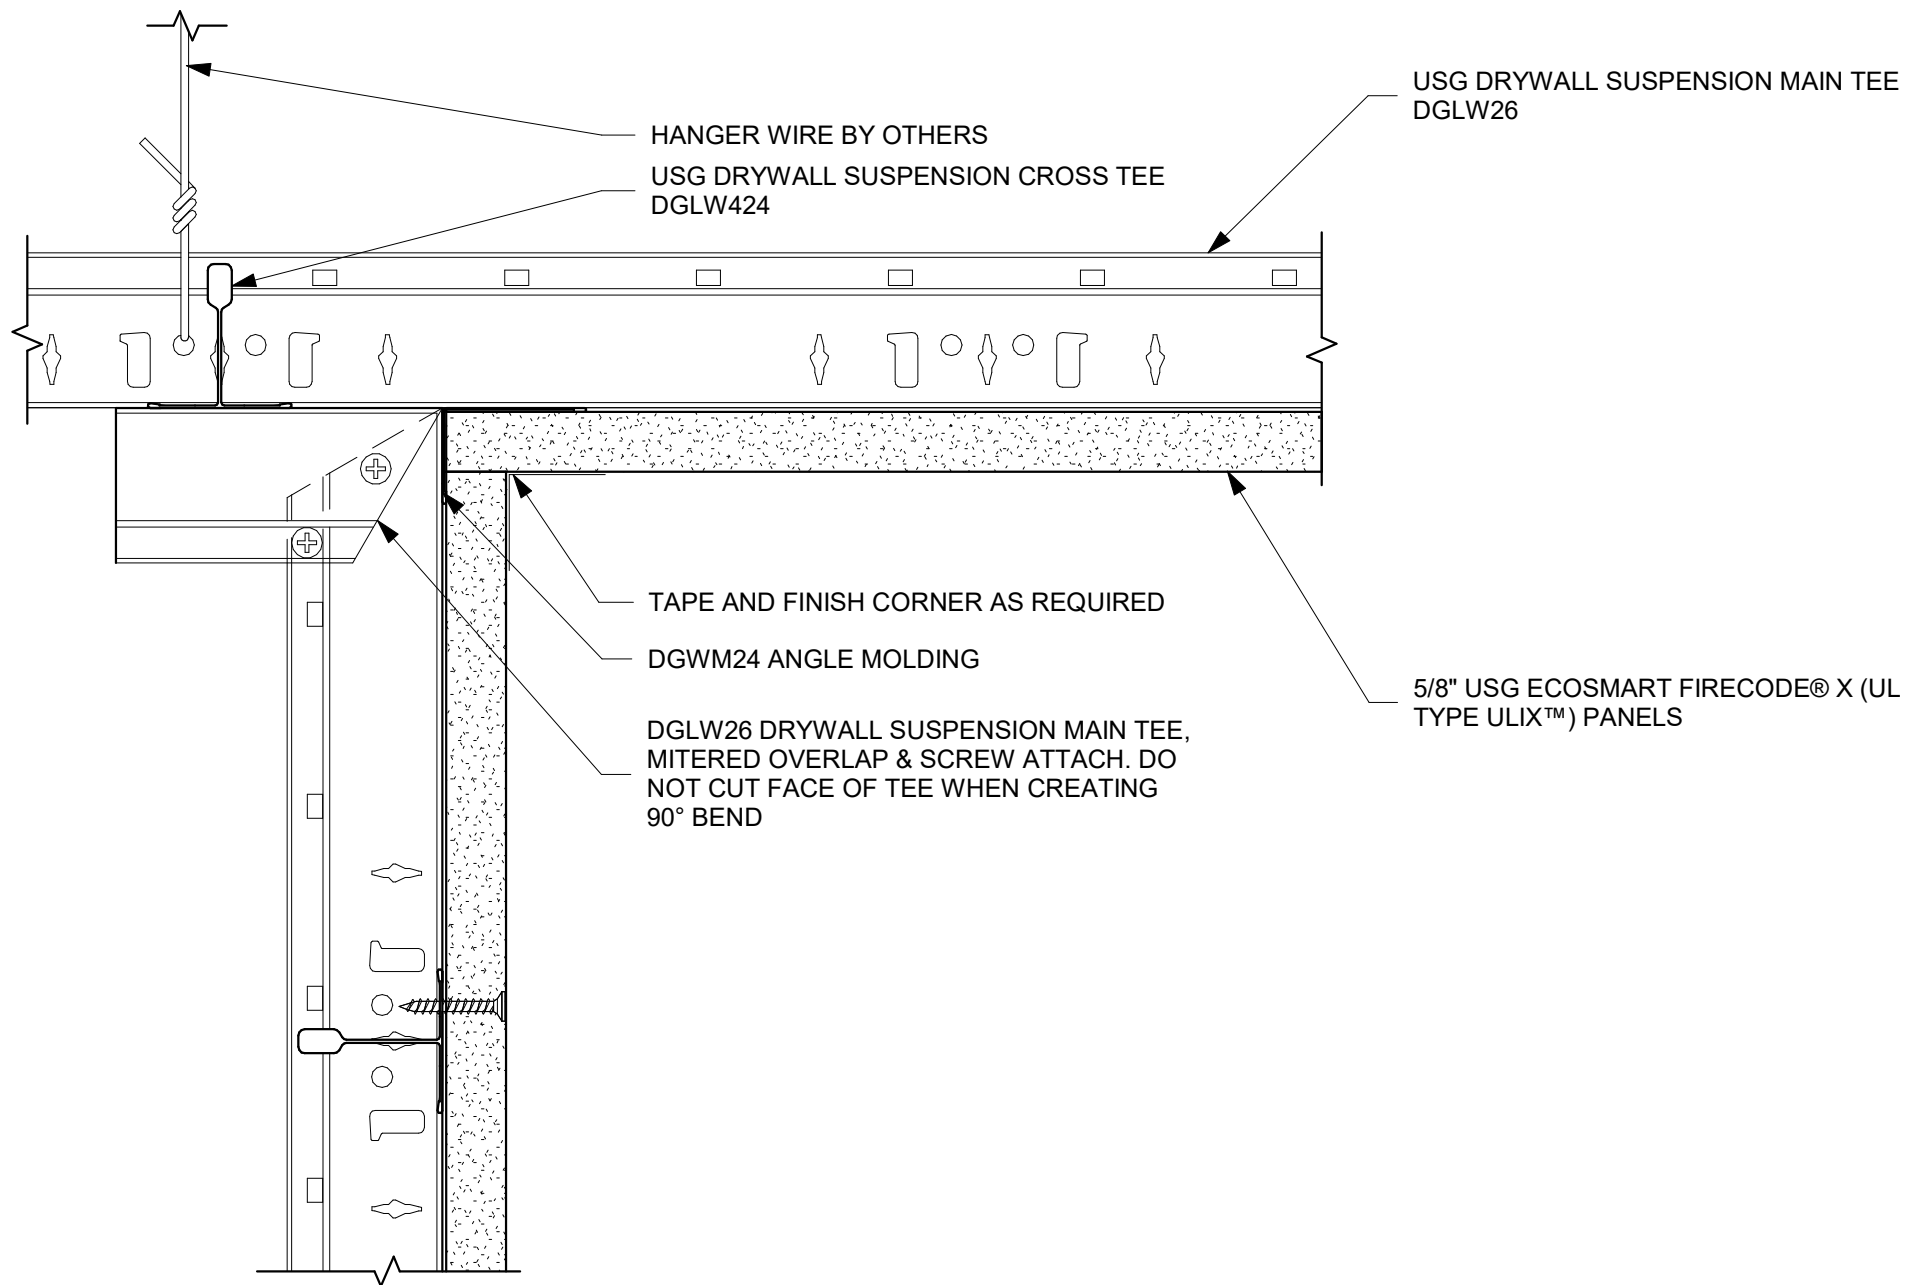 HANGER WIRE BY OTHERS
USG DRYWALL SUSPENSION CROSS TEE
DGLW424
USG DRYWALL SUSPENSION MAIN TEE
DGLW26
TAPE AND FINISH CORNER AS REQUIRED
DGWM24 ANGLE MOLDING
DGLW26 DRYWALL SUSPENSION MAIN TEE,
MITERED OVERLAP & SCREW ATTACH. DO
NOT CUT FACE OF TEE WHEN CREATING
90° BEND
5/8" USG ECOSMART FIRECODE® X (UL
TYPE ULIX™) PANELS